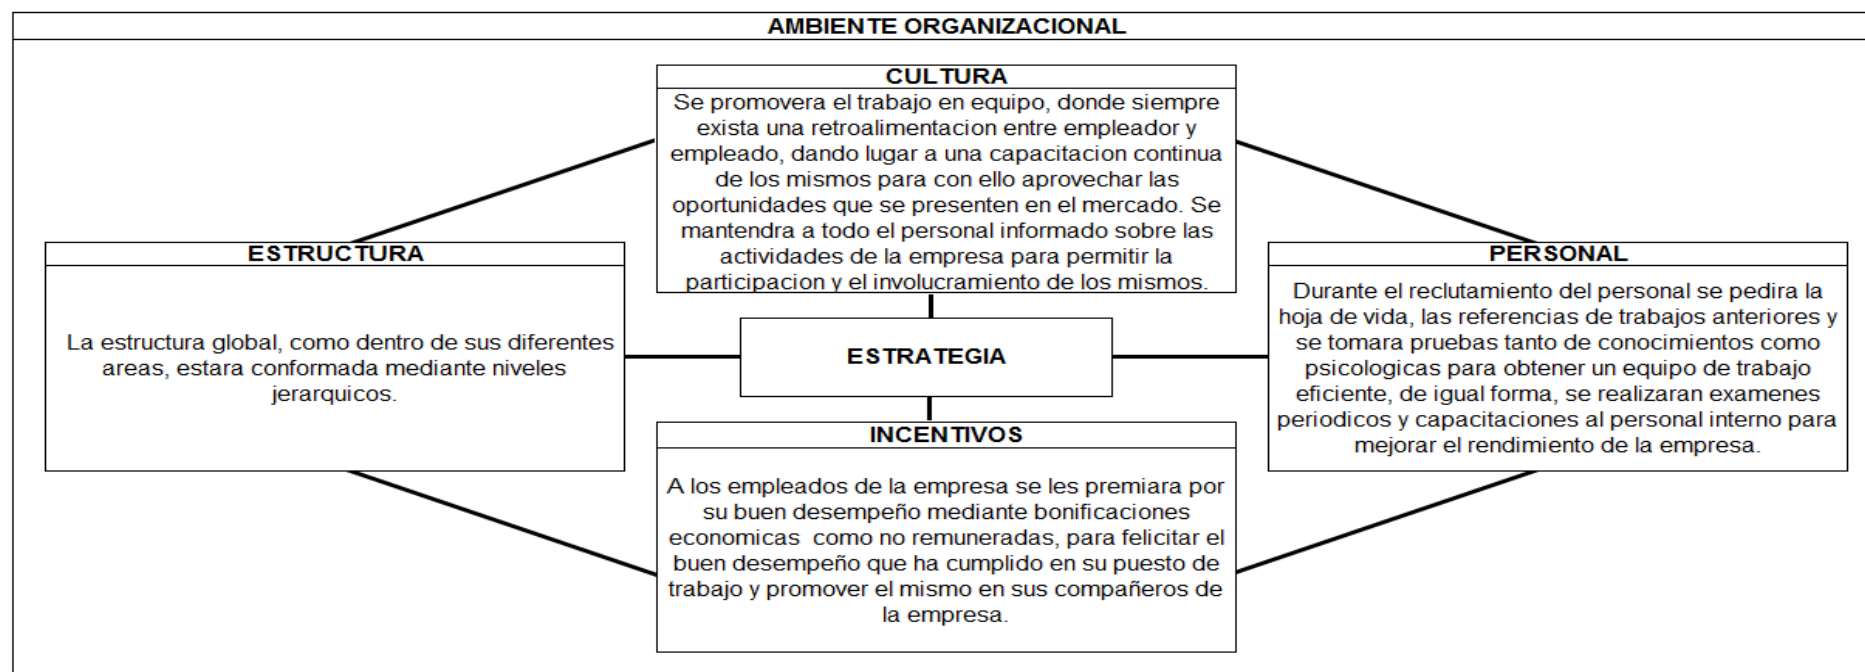 AMBIENTE ORGANIZACIONAL
CULTURA
Se promovera el trabajo en equipo, donde siempre
exista una retroalimentacion entre empleador y
empleado, dando lugar a una capacitacion continua
de los mismos para con ello aprovechar las
oportunidades que se presenten en el mercado. Se
mantendra a todo el personal informado sobre las
actividades de la empresa para permitir la
participacion y el involucramiento de los mismos.
ESTRUCTURA
La estructura global, como dentro de sus diferentes
areas, estara conformada mediante niveles
jerarquicos.
ESTRATEGIA
PERSONAL
Durante el reclutamiento del personal se pedira la
hoja de vida, las referencias de trabajos anteriores y
se tomara pruebas tanto de conocimientos como
psicologicas para obtener un equipo de trabajo
eficiente, de igual forma, se realizaran examenes
periodicos y capacitaciones al personal interno para
mejorar el rendimiento de la empresa.
INCENTIVOS
A los empleados de la empresa se les premiara por
su buen desempeño mediante bonificaciones
economicas  como no remuneradas, para felicitar el
buen desempeño que ha cumplido en su puesto de
trabajo y promover el mismo en sus compañeros de
la empresa.